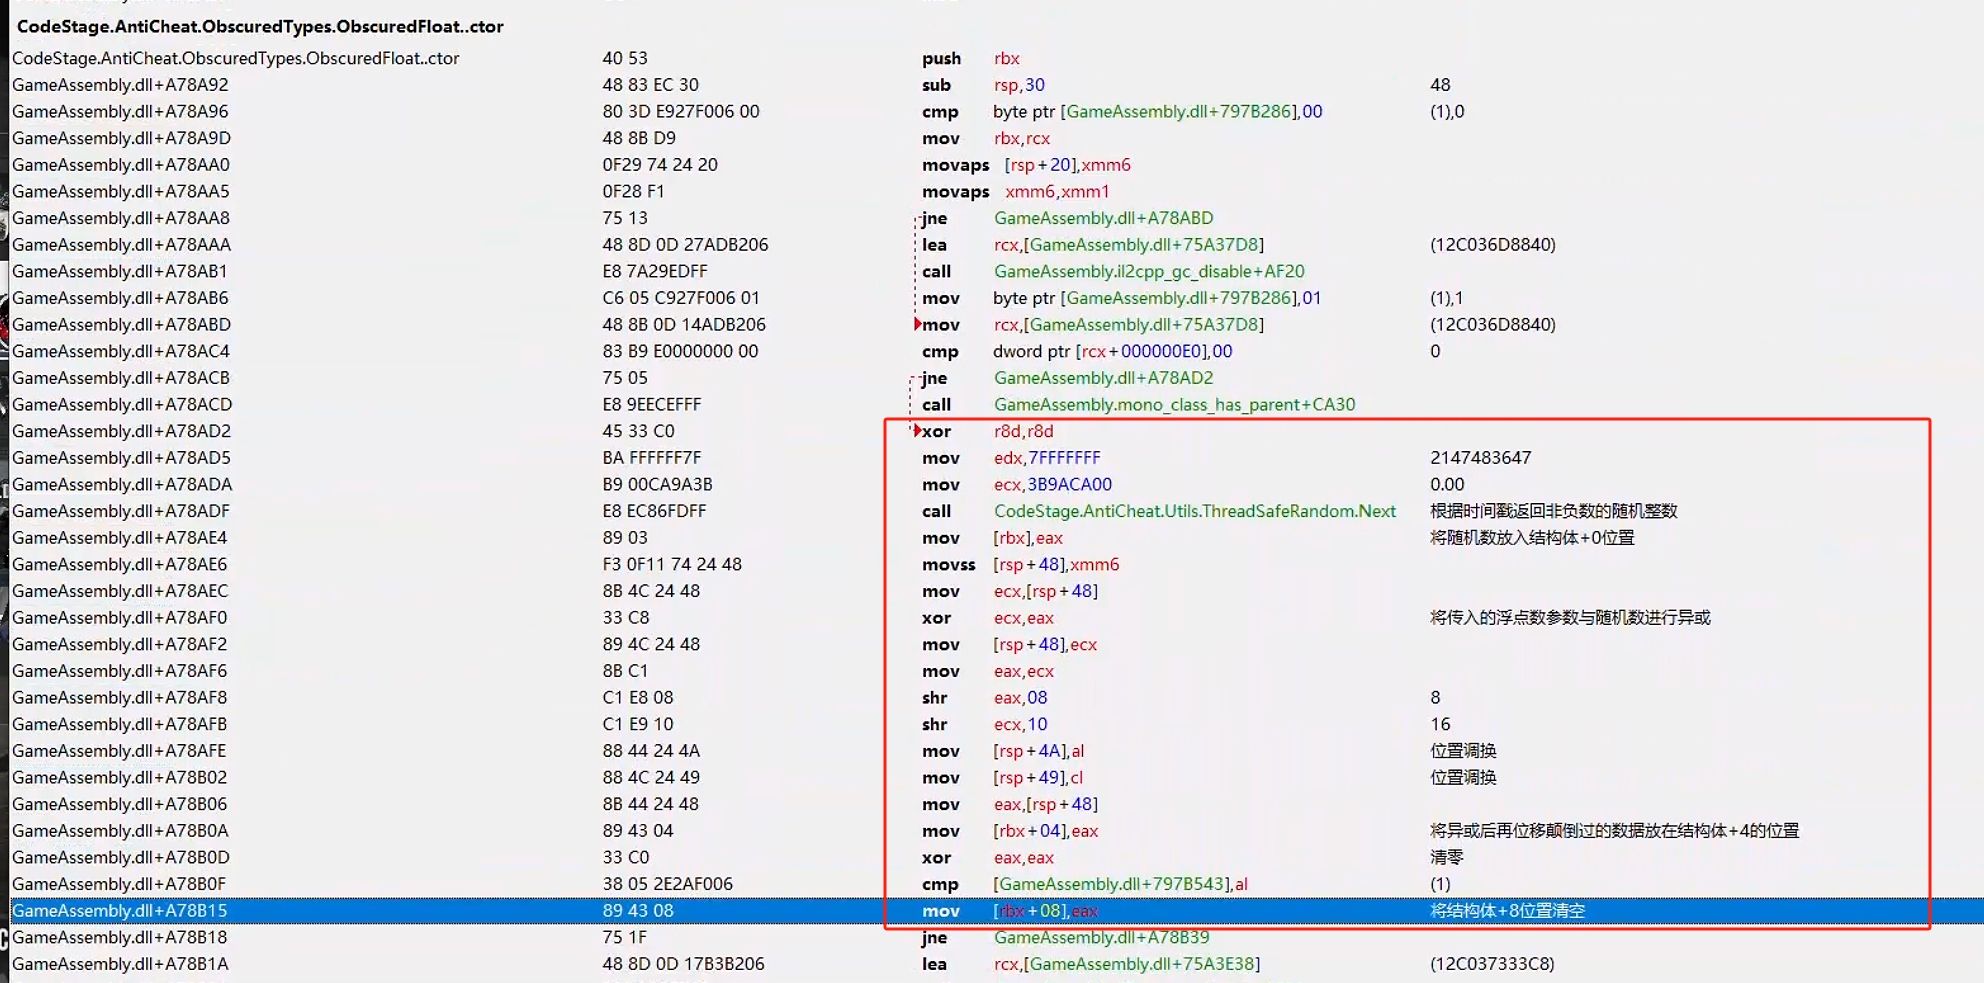 CodeStage.AntiCheat.ObscuredTypes.ObscuredFloat..ctor
CodeStage.AntiCheat.ObscuredTypes.ObscuredFloat..ctor 40 53 push rbx
GameAssembly.dll+A78A92 48 83 EC 30 sub rsp,30 48
GameAssembly.dll+A78A96 80 3D E927F006 00 cmp byte ptr [GameAssembly.dll+797B286],00 (1),0
GameAssembly.dll+A78A9D 48 8B D9 mov rbx,rcx
GameAssembly.dll+A78AA0 0F29 74 24 20 movaps [rsp+20],xmm6
GameAssembly.dll+A78AA5 0F28 F1 movaps xmm6,xmm1
GameAssembly.dll+A78AA8 75 13 jne GameAssembly.dll+A78ABD
GameAssembly.dll+A78AAA 48 8D 0D 27ADB206 lea rcx,[GameAssembly.dll+75A37D8] (12C036D8840)
GameAssembly.dll+A78AB1 E8 7A29EDFF call GameAssembly.il2cpp_gc_disable+AF20
GameAssembly.dll+A78AB6 C6 05 C927F006 01 mov byte ptr [GameAssembly.dll+797B286],01 (1),1
GameAssembly.dll+A78ABD 48 8B 0D 14ADB206 mov rcx,[GameAssembly.dll+75A37D8] (12C036D8840)
GameAssembly.dll+A78AC4 83 B9 E0000000 00 cmp dword ptr [rcx+000000E0],00 0
GameAssembly.dll+A78ACB 75 05 jne GameAssembly.dll+A78AD2
GameAssembly.dll+A78ACD E8 9EECEFFF call GameAssembly.mono_class_has_parent+CA30
GameAssembly.dll+A78AD2 45 33 C0 xor r8d,r8d
GameAssembly.dll+A78AD5 BA FFFFFF7F mov edx,7FFFFFFF 2147483647
GameAssembly.dll+A78ADA B9 00CA9A3B mov ecx,3B9ACA00 0.00
GameAssembly.dll+A78ADF E8 EC86FDFF call CodeStage.AntiCheat.Utils.ThreadSafeRandom.Next 根据时间戳返回非负数的随机整数
GameAssembly.dll+A78AE4 89 03 mov [rbx],eax 将随机数放入结构体+0位置
GameAssembly.dll+A78AE6 F3 0F11 74 24 48 movss [rsp+48],xmm6
GameAssembly.dll+A78AEC 8B 4C 24 48 mov ecx,[rsp+48]
GameAssembly.dll+A78AF0 33 C8 xor ecx,eax 将传入的浮点数参数与随机数进行异或
GameAssembly.dll+A78AF2 89 4C 24 48 mov [rsp+48],ecx
GameAssembly.dll+A78AF6 8B C1 mov eax,ecx
GameAssembly.dll+A78AF8 C1 E8 08 shr eax,08 8
GameAssembly.dll+A78AFB C1 E9 10 shr ecx,10 16
GameAssembly.dll+A78AFE 88 44 24 4A mov [rsp+4A],al 位置调换
GameAssembly.dll+A78B02 88 4C 24 49 mov [rsp+49],cl 位置调换
GameAssembly.dll+A78B06 8B 44 24 48 mov eax,[rsp+48]
GameAssembly.dll+A78B0A 89 43 04 mov [rbx+04],eax 将异或后再位移颠倒过的数据放在结构体+4的位置
GameAssembly.dll+A78B0D 33 C0 xor eax,eax 清零
GameAssembly.dll+A78B0F 38 05 2E2AF006 cmp [GameAssembly.dll+797B543],al (1)
GameAssembly.dll+A78B15 89 43 08 mov [rbx+08],eax 将结构体+8位置清空
GameAssembly.dll+A78B18 75 1F jne GameAssembly.dll+A78B39
GameAssembly.dll+A78B1A 48 8D 0D 17B3B206 lea rcx,[GameAssembly.dll+75A3E38] (12C037333C8)